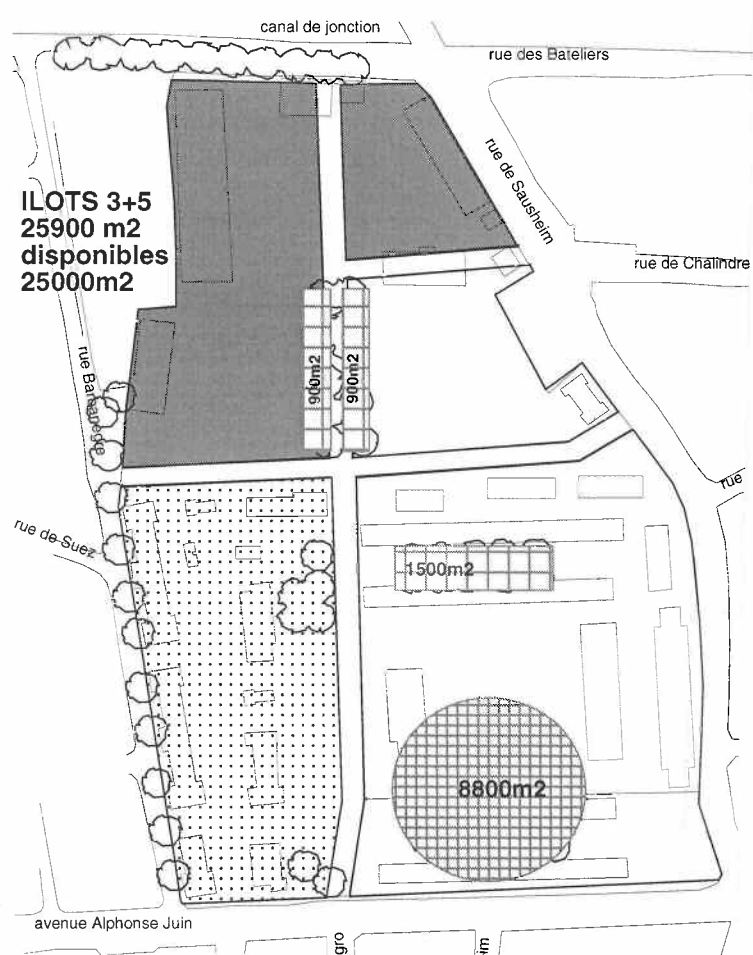 canal de jonction
rue des Bateliers
rue de Sausheim
ILOTS 3+5
25900 m2
disponibles
25000m2
rue de Chalindre
900m2
900m2
rue
rue de Suez
1500m2
8800m2
avenue Alphonse Juin
gro